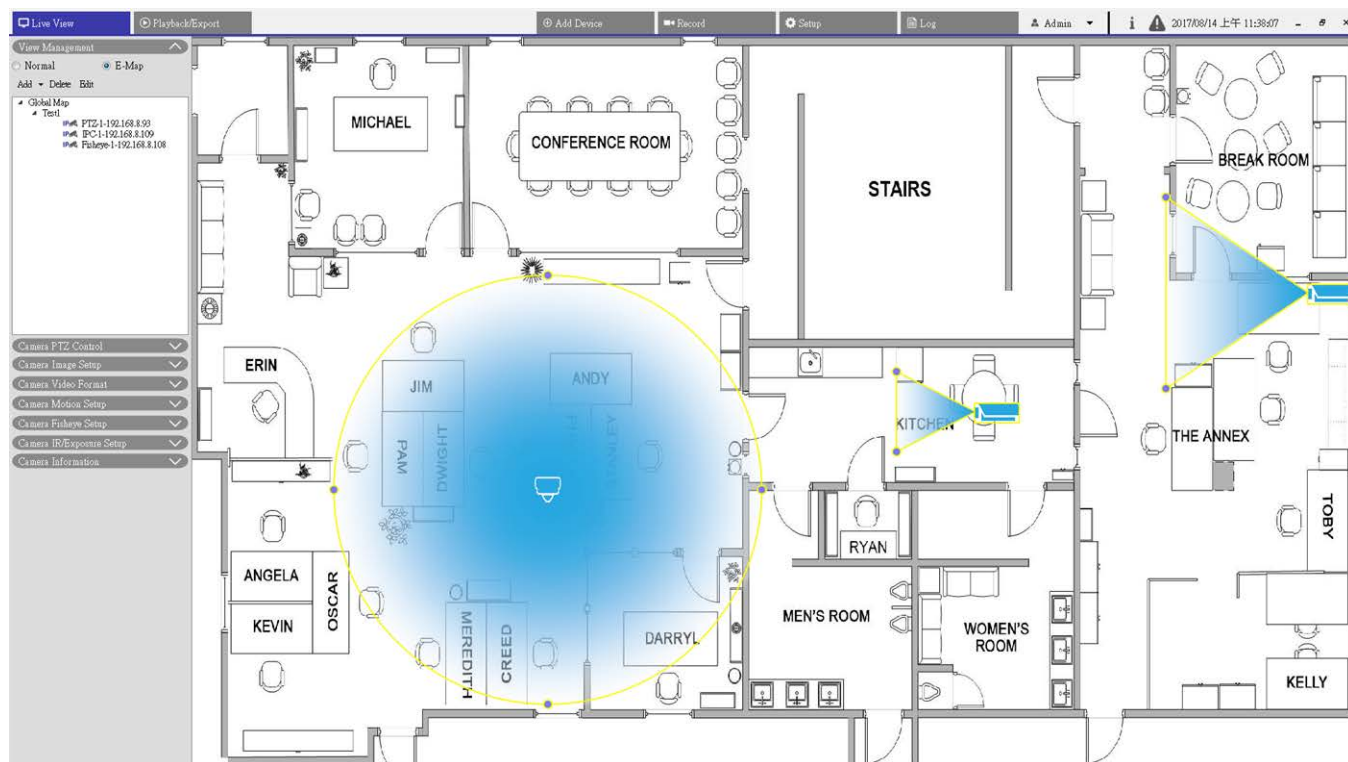 Live View
Playback/Export
Add Device
Record
Setup
Log
Admin
i
2017/08/14 上午 11:38:07
View Management
Normal
E-Map
Add
Delete
Edit
Global Map
Test1
PTZ-1-192.168.8.93
IPC-1-192.168.8.109
Fisheye-1-192.168.8.108
Camera PTZ Control
Camera Image Setup
Camera Video Format
Camera Motion Setup
Camera Fisheye Setup
Camera IR/Exposure Setup
Camera Information
MICHAEL
CONFERENCE ROOM
STAIRS
BREAK ROOM
ERIN
JIM
ANDY
PAM
DWIGHT
STANLEY
KITCHEN
THE ANNEX
TOBY
RYAN
ANGELA
OSCAR
KEVIN
MEREDITH
CREED
DARRYL
MEN'S ROOM
WOMEN'S
ROOM
KELLY